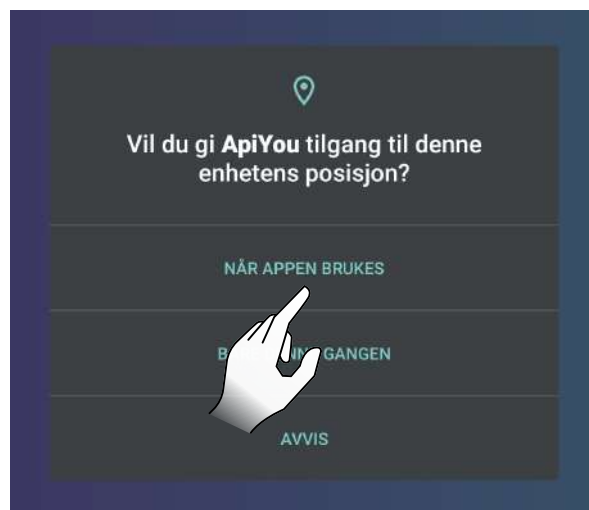 Vil du gi ApiYou tilgang til denne
enhetens posisjon?
NÅR APPEN BRUKES
GANGEN
AVVIS